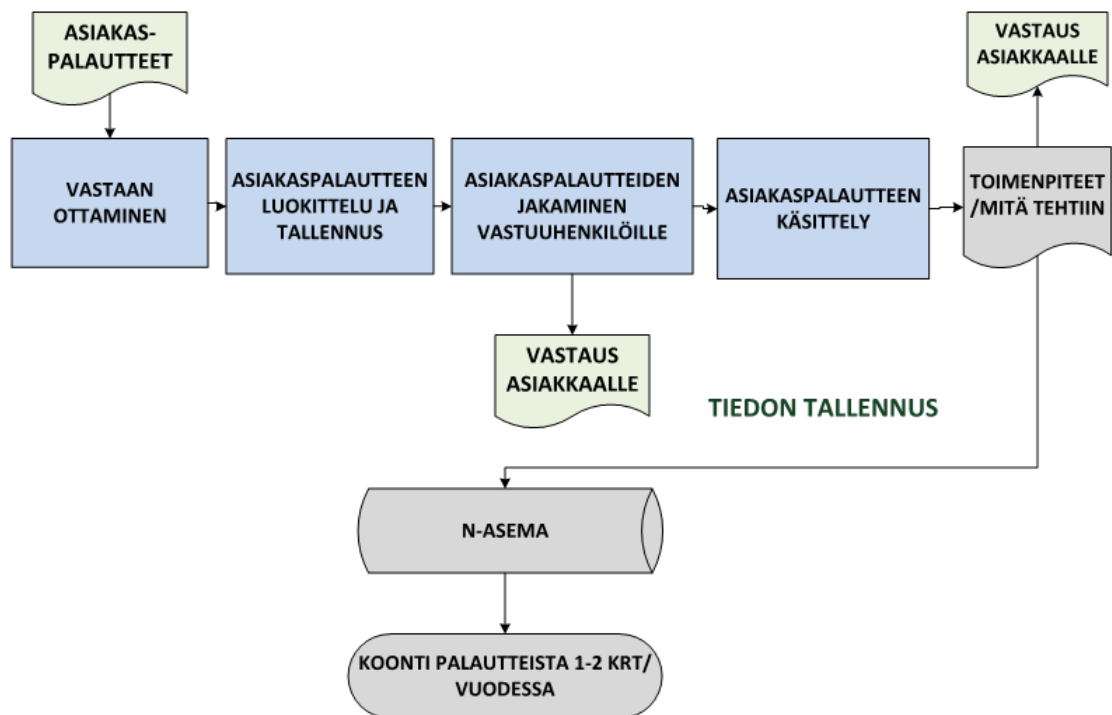 ASIAKAS-
PALAUTTEET
VASTAUS
ASIAKKAALLE
VASTAAN
OTTAMINEN
ASIAKASPALAUTTEEN
LUOKITTELU JA
TALLENNUS
ASIAKASPALAUTTEIDEN
JAKAMINEN
VASTUUHENKILÖILLE
ASIAKASPALAUTTEEN
KÄSITTELY
TOIMENPITEET
/MITÄ TEHTIIN
VASTAUS
ASIAKKAALLE
TIEDON TALLENNUS
N-ASEMA
KOONTI PALAUTTEISTA 1-2 KRT/
VUODESSA